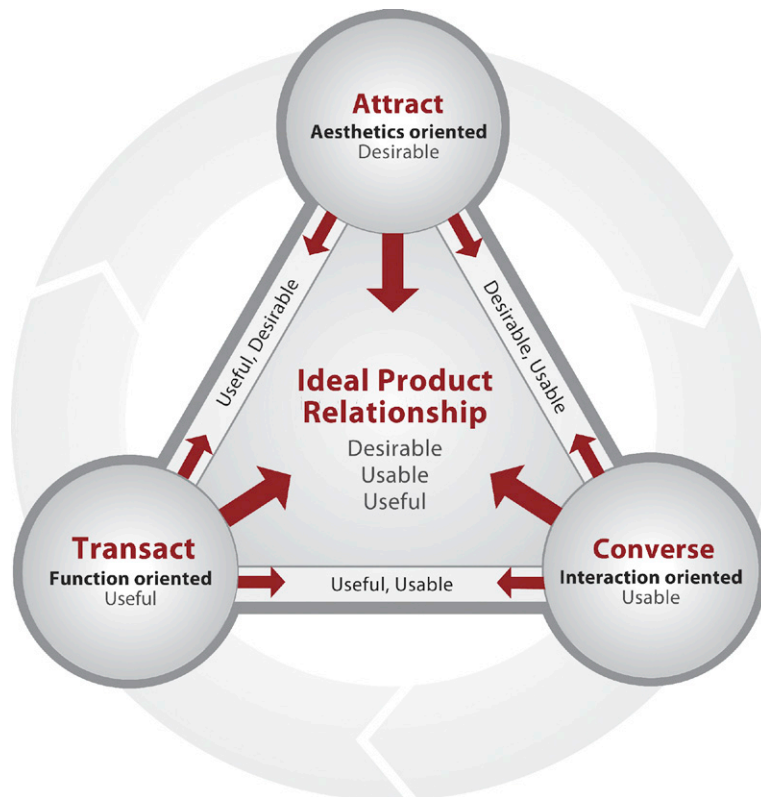 Attract
Aesthetics oriented
Desirable
Useful, Desirable
Desirable, Usable
Ideal Product
Relationship
Desirable
Usable
Useful
Transact
Function oriented
Useful
Useful, Usable
Converse
Interaction oriented
Usable